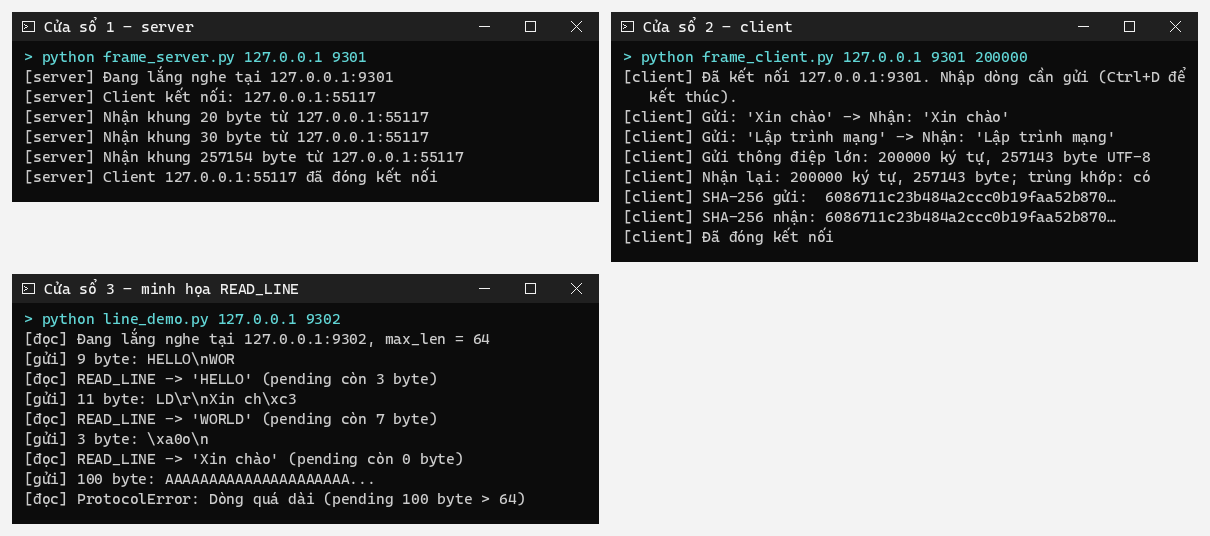 Cửa sổ 1 – server
> python frame_server.py 127.0.0.1 9301
[server] Đang lắng nghe tại 127.0.0.1:9301
[server] Client kết nối: 127.0.0.1:55117
[server] Nhận khung 20 byte từ 127.0.0.1:55117
[server] Nhận khung 30 byte từ 127.0.0.1:55117
[server] Nhận khung 257154 byte từ 127.0.0.1:55117
[server] Client 127.0.0.1:55117 đã đóng kết nối
Cửa sổ 2 – client
> python frame_client.py 127.0.0.1 9301 200000
[client] Đã kết nối 127.0.0.1:9301. Nhập dòng cần gửi (Ctrl+D để
kết thúc).
[client] Gửi: 'Xin chào' -> Nhận: 'Xin chào'
[client] Gửi: 'Lập trình mạng' -> Nhận: 'Lập trình mạng'
[client] Gửi thông điệp lớn: 200000 ký tự, 257143 byte UTF-8
[client] Nhận lại: 200000 ký tự, 257143 byte; trùng khớp: có
[client] SHA-256 gửi:  6086711c23b484a2ccc0b19faa52b870…
[client] SHA-256 nhận: 6086711c23b484a2ccc0b19faa52b870…
[client] Đã đóng kết nối
Cửa sổ 3 – minh họa READ_LINE
> python line_demo.py 127.0.0.1 9302
[đọc] Đang lắng nghe tại 127.0.0.1:9302, max_len = 64
[gửi] 9 byte: HELLO\nWOR
[đọc] READ_LINE -> 'HELLO' (pending còn 3 byte)
[gửi] 11 byte: LD\r\nXin ch\xc3
[đọc] READ_LINE -> 'WORLD' (pending còn 7 byte)
[gửi] 3 byte: \xa0o\n
[đọc] READ_LINE -> 'Xin chào' (pending còn 0 byte)
[gửi] 100 byte: AAAAAAAAAAAAAAAAAAAAA...
[đọc] ProtocolError: Dòng quá dài (pending 100 byte > 64)